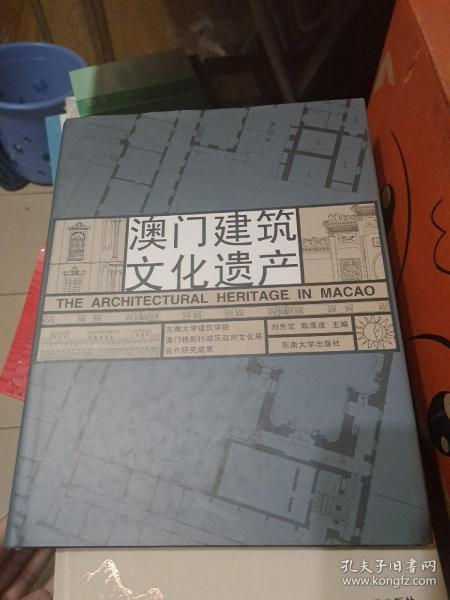 澳门建筑
文化遗产
THE ARCHITECTURAL HERITAGE IN MACAO
东南大学建筑学院
澳门特别行政区政府文化局
合作研究成果
刘先觉 陈泽成 主编
东南大学出版社
孔夫子旧书网